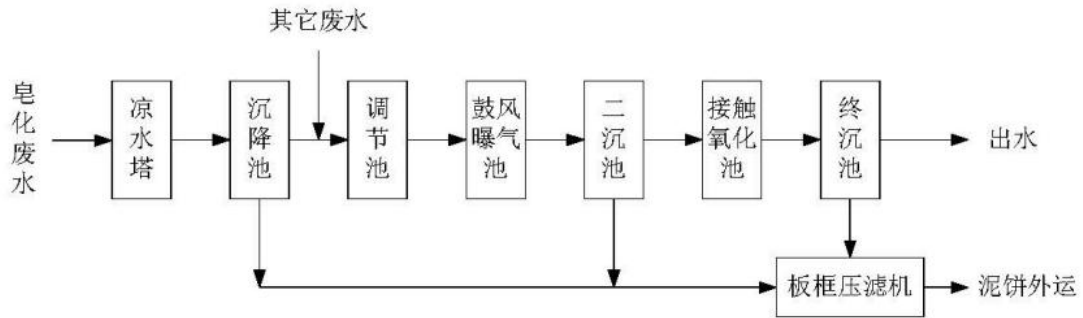 其它废水
皂化废水
凉水塔
沉降池
调节池
鼓风
曝气
池
二沉池
接触
氧化
池
终沉池
出水
板框压滤机
泥饼外运